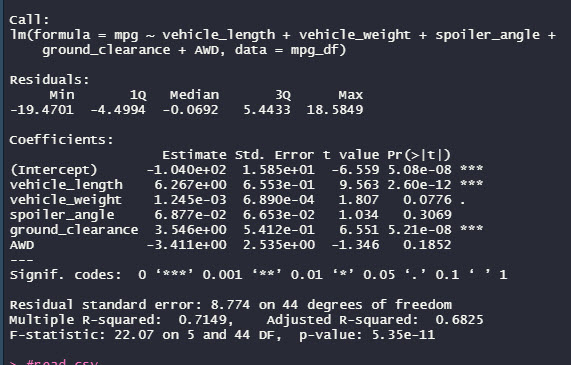 Call:
lm(formula = mpg ~ vehicle_length + vehicle_weight + spoiler_angle +
    ground_clearance + AWD, data = mpg_df)
Residuals:
     Min       1Q   Median       3Q      Max
-19.4701  -4.4994  -0.0692   5.4433  18.5849
Coefficients:
                   Estimate Std. Error t value Pr(>|t|)
(Intercept)      -1.040e+02  1.585e+01  -6.559 5.08e-08 ***
vehicle_length    6.267e+00  6.553e-01   9.563 2.60e-12 ***
vehicle_weight    1.245e-03  6.890e-04   1.807   0.0776 .
spoiler_angle     6.877e-02  6.653e-02   1.034   0.3069
ground_clearance  3.546e+00  5.412e-01   6.551 5.21e-08 ***
AWD              -3.411e+00  2.535e+00  -1.346   0.1852
---
Signif. codes:  0 ‘***’ 0.001 ‘**’ 0.01 ‘*’ 0.05 ‘.’ 0.1 ‘ ’ 1
Residual standard error: 8.774 on 44 degrees of freedom
Multiple R-squared:  0.7149,    Adjusted R-squared:  0.6825
F-statistic: 22.07 on 5 and 44 DF,  p-value: 5.35e-11